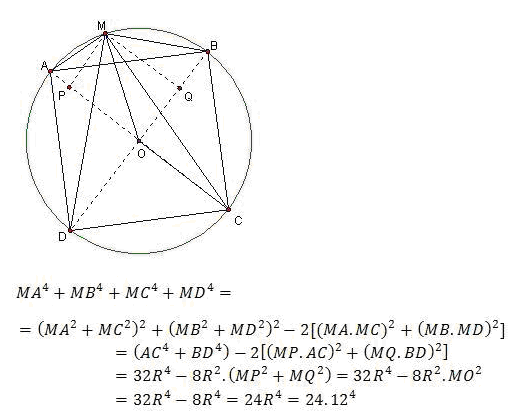 M
B
A
P
Q
O
C
D
MA⁴ + MB⁴ + MC⁴ + MD⁴ =
= (MA² + MC²)² + (MB² + MD²)² − 2[(MA.MC)² + (MB.MD)²]
= (AC⁴ + BD⁴) − 2[(MP.AC)² + (MQ.BD)²]
= 32R⁴ − 8R².(MP² + MQ²) = 32R⁴ − 8R².MO²
= 32R⁴ − 8R⁴ = 24R⁴ = 24.12⁴